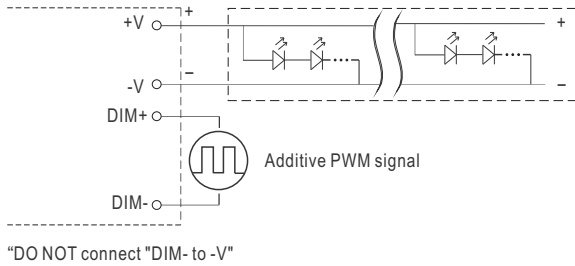 +V
+
+
-V
–
–
DIM+
Additive PWM signal
DIM-
“DO NOT connect "DIM- to -V"